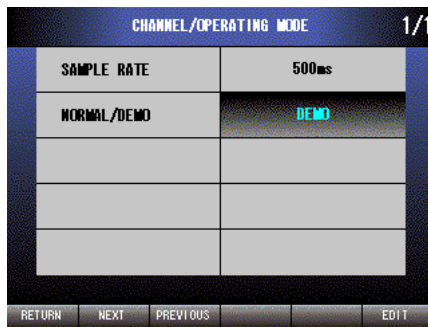 CHANNEL/OPERATING MODE 1/1
SAMPLE RATE 500ms
NORMAL/DEMO DEMO
RETURN NEXT PREVIOUS EDIT